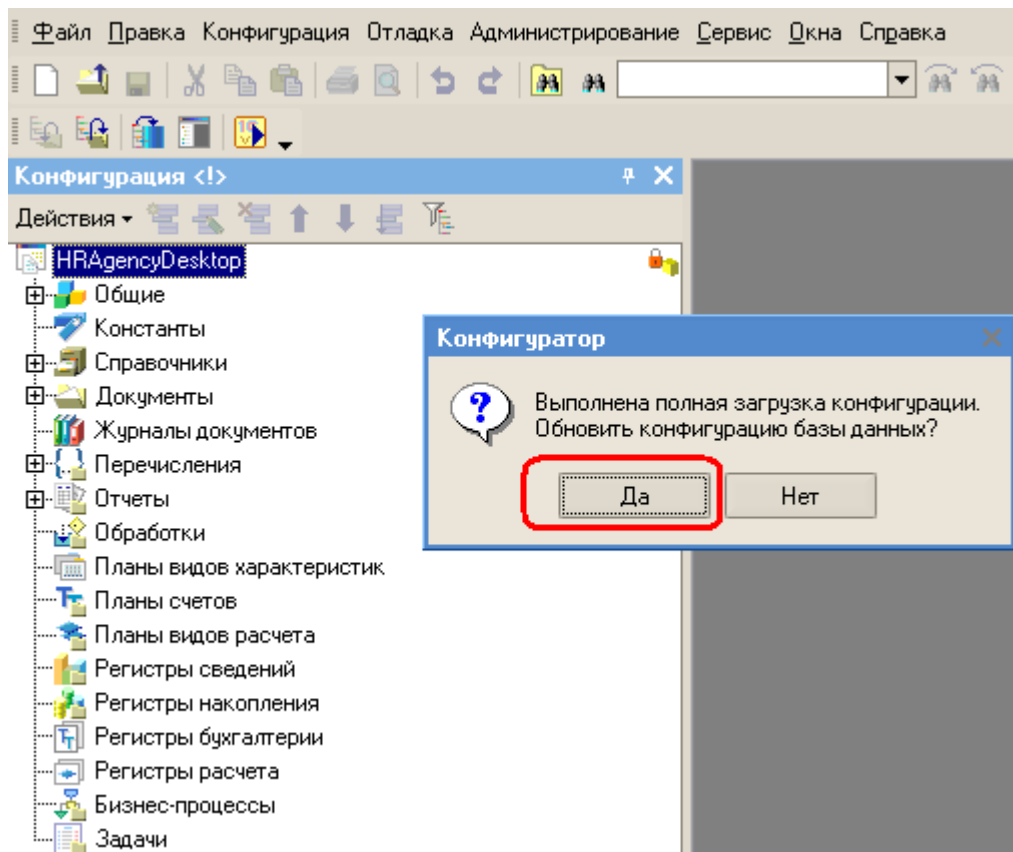 Файл Правка Конфигурация Отладка Администрирование Сервис Окна Справка
Конфигурация <!>
Действия
HRAgencyDesktop
Общие
Константы
Справочники
Документы
Журналы документов
Перечисления
Отчеты
Обработки
Планы видов характеристик
Планы счетов
Планы видов расчета
Регистры сведений
Регистры накопления
Регистры бухгалтерии
Регистры расчета
Бизнес-процессы
Задачи
Конфигуратор
Выполнена полная загрузка конфигурации.
Обновить конфигурацию базы данных?
Да Нет